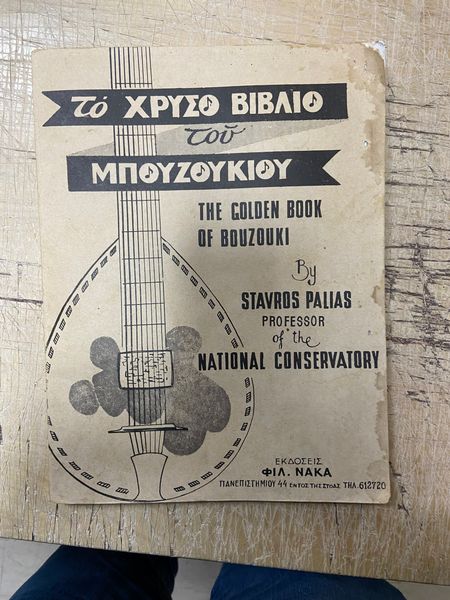 Τό ΧΡΥΣΟ ΒΙΒΛΙΟ
τοῦ
ΜΠΟΥΖΟΥΚΙΟΥ
THE GOLDEN BOOK
OF BOUZOUKI
By
STAVROS PALIAS
PROFESSOR
of the
NATIONAL CONSERVATORY
ΕΚΔΟΣΕΙΣ
ΦΙΛ. ΝΑΚΑ
ΠΑΝΕΠΙΣΤΗΜΙΟΥ 44 ΕΝΤΟΣ ΤΗΣ ΣΤΟΑΣ ΤΗΛ. 612720